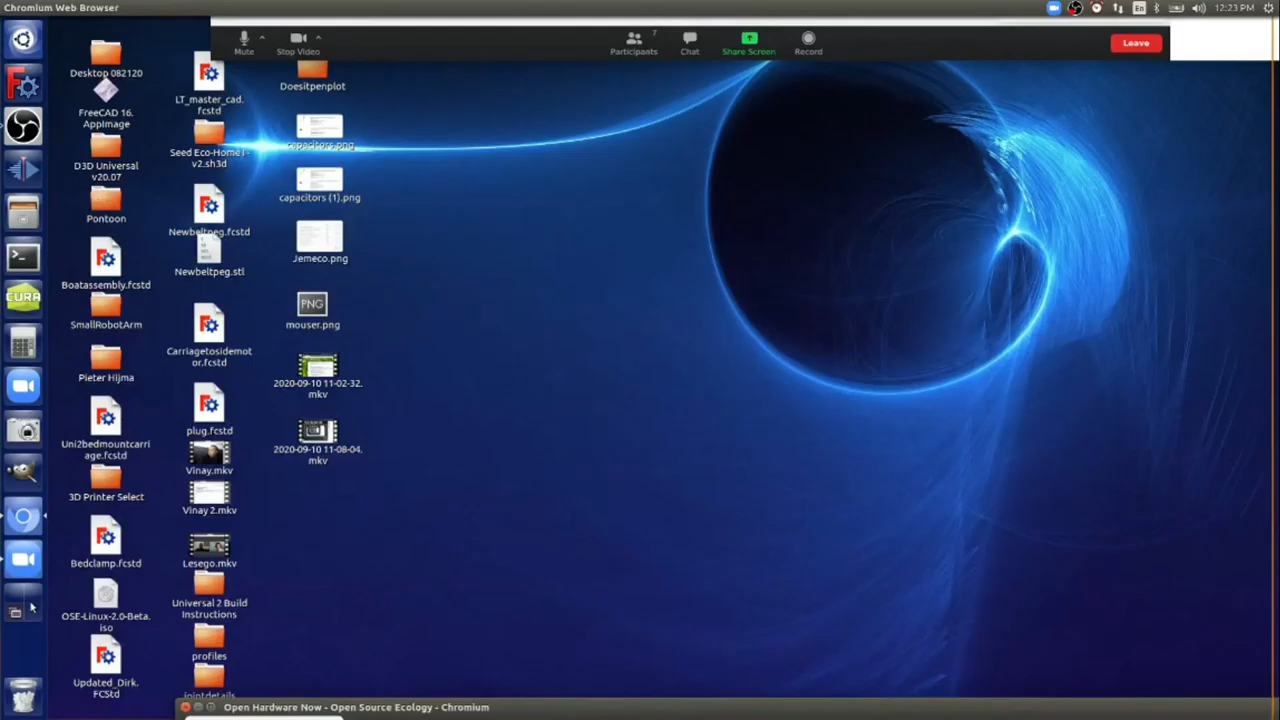 Chromium Web Browser
En
12:23 PM
Mute
Stop Video
Participants
7
Chat
Share Screen
Record
Leave
Desktop 082120
FreeCAD 16.
AppImage
D3D Universal
v20.07
Pontoon
Boatassembly.fcstd
SmallRobotArm
Pieter Hijma
Uni2bedmountcarri
age.fcstd
3D Printer Select
Bedclamp.fcstd
OSE-Linux-2.0-Beta.
iso
Updated_Dirk.
FCStd
LT_master_cad.
fcstd
Seed Eco-Home1-
v2.sh3d
Newbeltpeg.fcstd
Newbeltpeg.stl
Carriagetosidemot
or.fcstd
plug.fcstd
Vinay.mkv
Vinay 2.mkv
Lesego.mkv
Universal 2 Build
Instructions
profiles
jointdetails
Doesitpenplot
capacitors.png
capacitors (1).png
Jemeco.png
PNG
mouser.png
2020-09-10 11-02-32.
mkv
2020-09-10 11-08-04.
mkv
CURA
Open Hardware Now - Open Source Ecology - Chromium